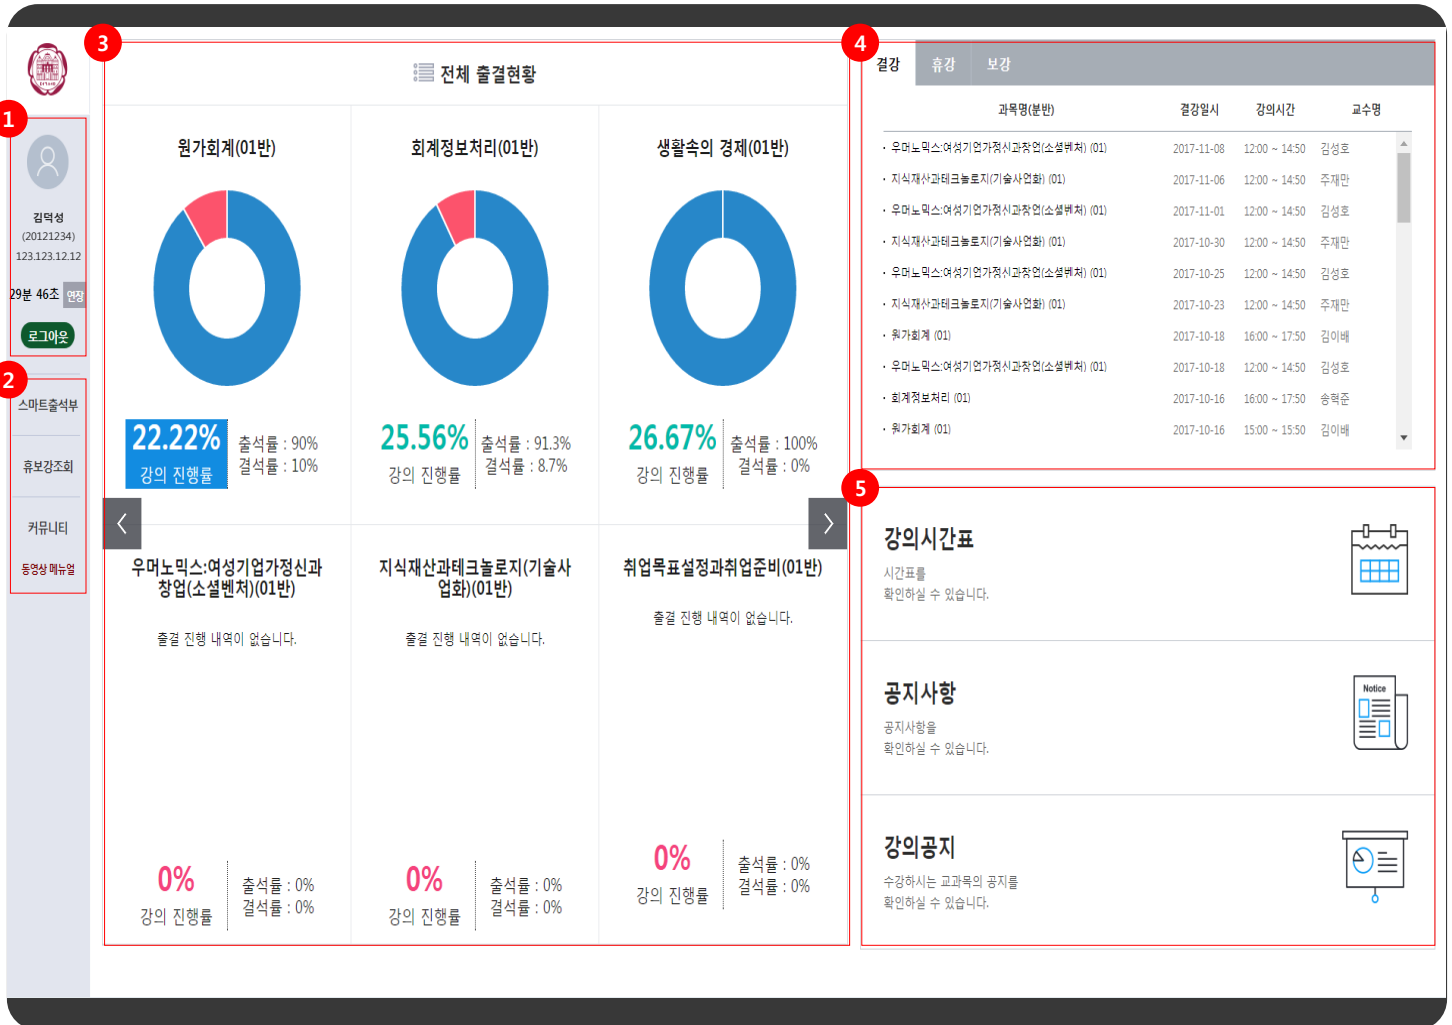 1
김덕성
(20121234)
123.123.12.12
29분 46초 연장
로그아웃
2
스마트출석부
휴보강조회
커뮤니티
동영상 메뉴얼
3
전체 출결현황
원가회계(01반)
22.22%
강의 진행률
출석률 : 90%
결석률 : 10%
회계정보처리(01반)
25.56%
강의 진행률
출석률 : 91.3%
결석률 : 8.7%
생활속의 경제(01반)
26.67%
강의 진행률
출석률 : 100%
결석률 : 0%
우머노믹스:여성기업가정신과
창업(소셜벤처)(01반)
출결 진행 내역이 없습니다.
0%
강의 진행률
출석률 : 0%
결석률 : 0%
지식재산과테크놀로지(기술사
업화)(01반)
출결 진행 내역이 없습니다.
0%
강의 진행률
출석률 : 0%
결석률 : 0%
취업목표설정과취업준비(01반)
출결 진행 내역이 없습니다.
0%
강의 진행률
출석률 : 0%
결석률 : 0%
4
결강 휴강 보강
과목명(분반) 결강일시 강의시간 교수명
· 우머노믹스:여성기업가정신과창업(소셜벤처) (01) 2017-11-08 12:00 ~ 14:50 김성호
· 지식재산과테크놀로지(기술사업화) (01) 2017-11-06 12:00 ~ 14:50 주재만
· 우머노믹스:여성기업가정신과창업(소셜벤처) (01) 2017-11-01 12:00 ~ 14:50 김성호
· 지식재산과테크놀로지(기술사업화) (01) 2017-10-30 12:00 ~ 14:50 주재만
· 우머노믹스:여성기업가정신과창업(소셜벤처) (01) 2017-10-25 12:00 ~ 14:50 김성호
· 지식재산과테크놀로지(기술사업화) (01) 2017-10-23 12:00 ~ 14:50 주재만
· 원가회계 (01) 2017-10-18 16:00 ~ 17:50 김이배
· 우머노믹스:여성기업가정신과창업(소셜벤처) (01) 2017-10-18 12:00 ~ 14:50 김성호
· 회계정보처리 (01) 2017-10-16 16:00 ~ 17:50 송혁준
· 원가회계 (01) 2017-10-16 15:00 ~ 15:50 김이배
5
강의시간표
시간표를
확인하실 수 있습니다.
공지사항
공지사항을
확인하실 수 있습니다.
Notice
강의공지
수강하시는 교과목의 공지를
확인하실 수 있습니다.